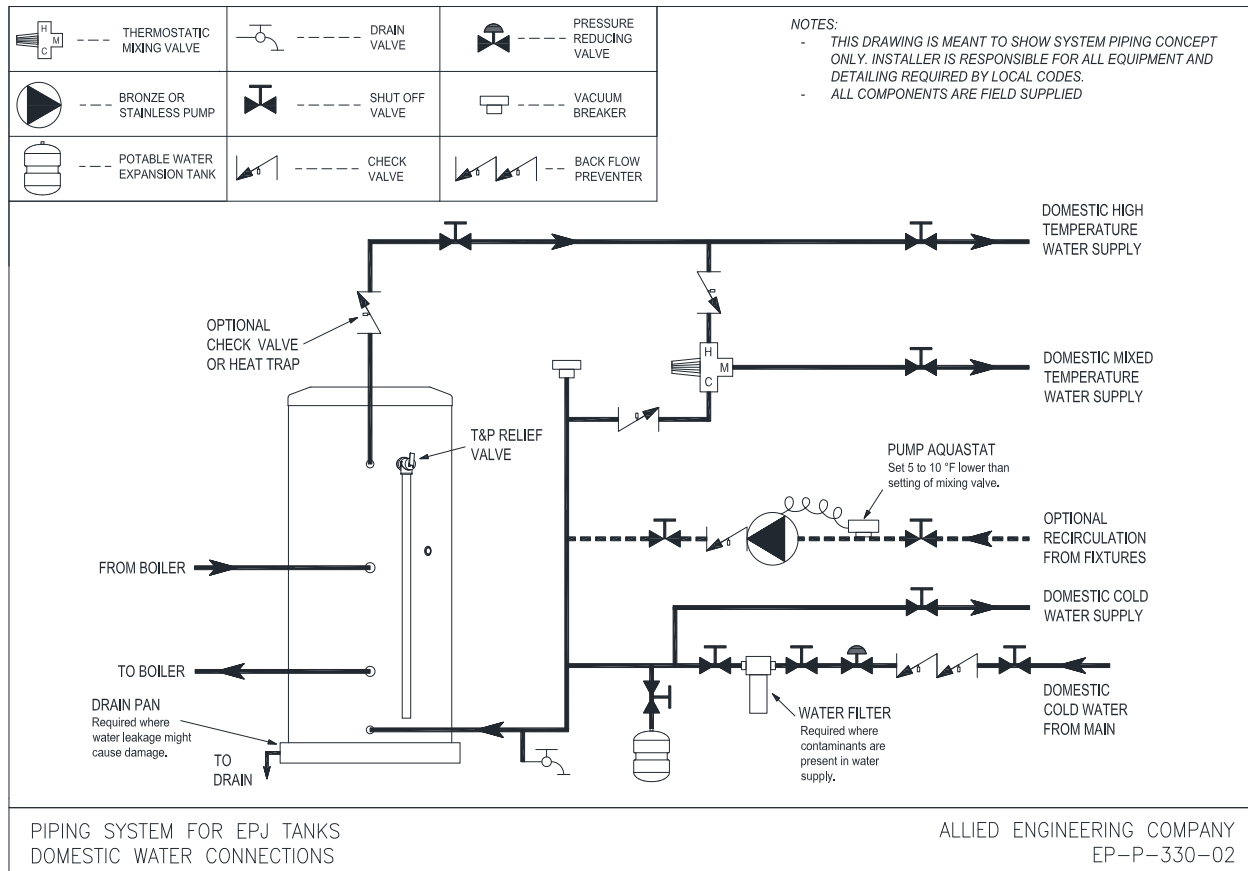 H
M
C
THERMOSTATIC
MIXING VALVE
DRAIN
VALVE
PRESSURE
REDUCING
VALVE
BRONZE OR
STAINLESS PUMP
SHUT OFF
VALVE
VACUUM
BREAKER
POTABLE WATER
EXPANSION TANK
CHECK
VALVE
BACK FLOW
PREVENTER
NOTES:
- THIS DRAWING IS MEANT TO SHOW SYSTEM PIPING CONCEPT
ONLY. INSTALLER IS RESPONSIBLE FOR ALL EQUIPMENT AND
DETAILING REQUIRED BY LOCAL CODES.
- ALL COMPONENTS ARE FIELD SUPPLIED
DOMESTIC HIGH
TEMPERATURE
WATER SUPPLY
OPTIONAL
CHECK VALVE
OR HEAT TRAP
H
M
C
DOMESTIC MIXED
TEMPERATURE
WATER SUPPLY
T&P RELIEF
VALVE
PUMP AQUASTAT
Set 5 to 10 °F lower than
setting of mixing valve.
OPTIONAL
RECIRCULATION
FROM FIXTURES
FROM BOILER
DOMESTIC COLD
WATER SUPPLY
TO BOILER
DRAIN PAN
Required where
water leakage might
cause damage.
TO
DRAIN
WATER FILTER
Required where
contaminants are
present in water
supply.
DOMESTIC
COLD WATER
FROM MAIN
PIPING SYSTEM FOR EPJ TANKS
DOMESTIC WATER CONNECTIONS
ALLIED ENGINEERING COMPANY
EP-P-330-02